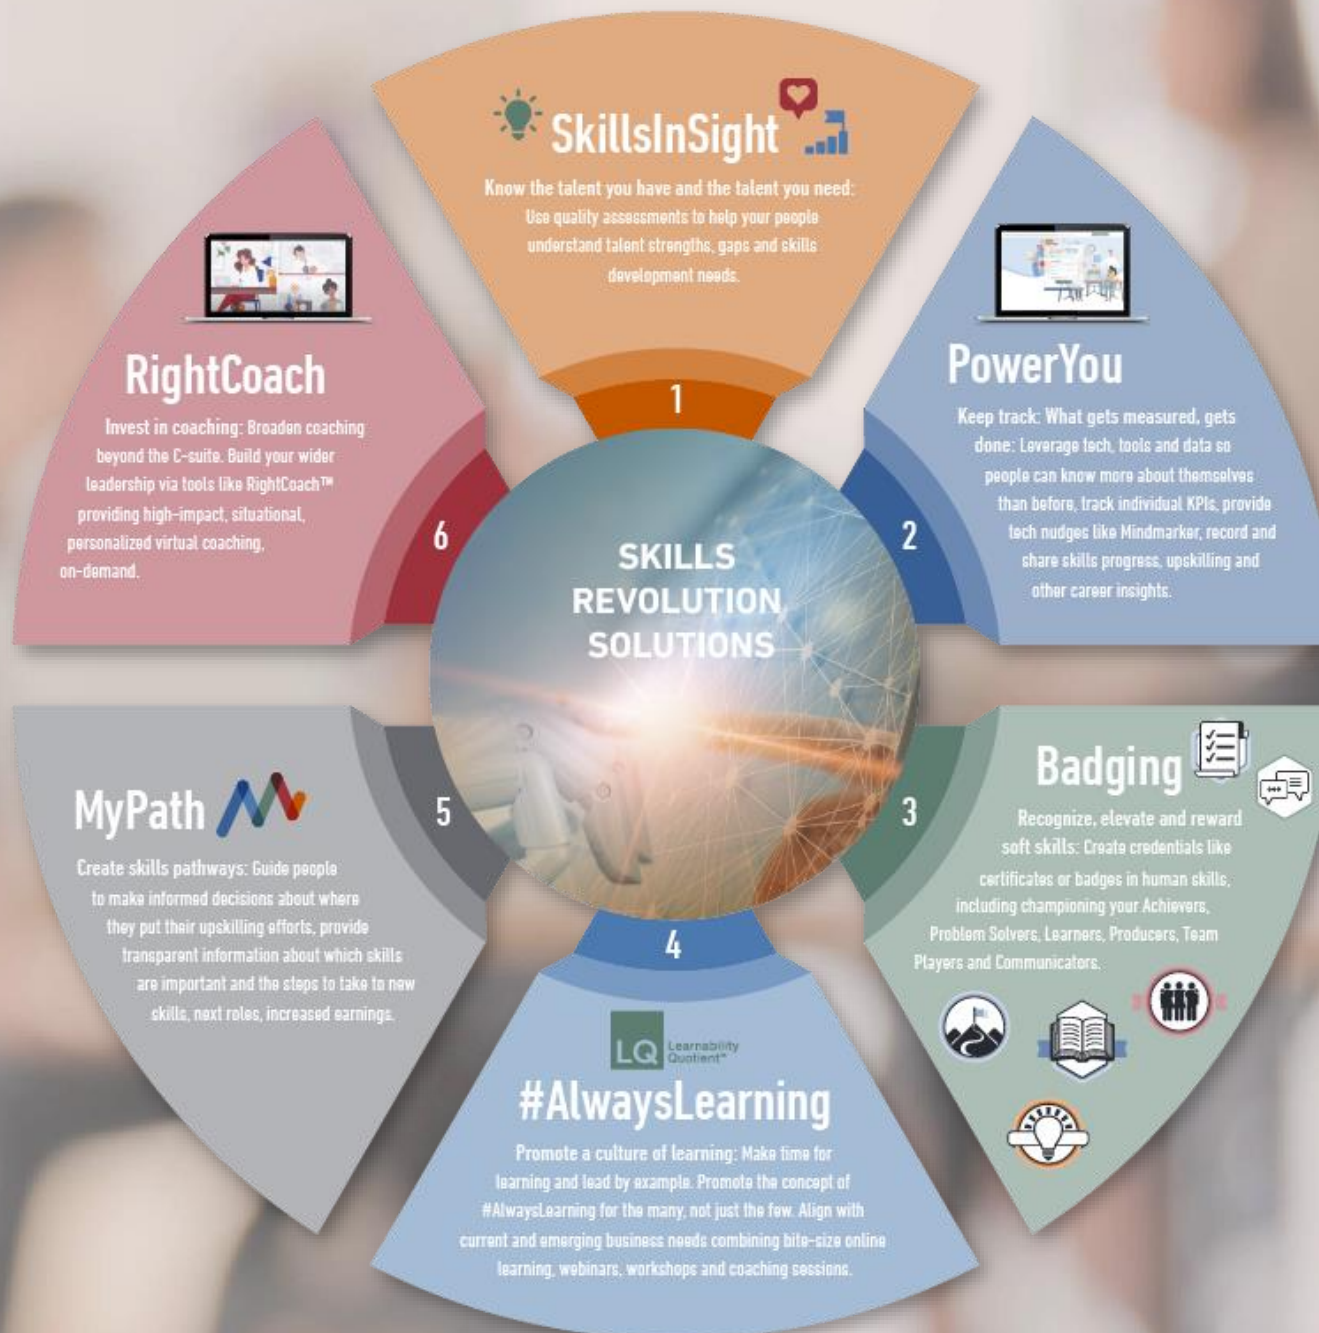 SKILLS
REVOLUTION
SOLUTIONS
1
SkillsInSight
Know the talent you have and the talent you need:
Use quality assessments to help your people
understand talent strengths, gaps and skills
development needs.
2
PowerYou
Keep track: What gets measured, gets
done: Leverage tech, tools and data so
people can know more about themselves
than before, track individual KPIs, provide
tech nudges like Mindmarker, record and
share skills progress, upskilling and
other career insights.
3
Badging
Recognize, elevate and reward
soft skills: Create credentials like
certificates or badges in human skills,
including championing your Achievers,
Problem Solvers, Learners, Producers, Team
Players and Communicators.
4
LQ Learnability
Quotient™
#AlwaysLearning
Promote a culture of learning: Make time for
learning and lead by example. Promote the concept of
#AlwaysLearning for the many, not just the few. Align with
current and emerging business needs combining bite-size online
learning, webinars, workshops and coaching sessions.
5
MyPath
Create skills pathways: Guide people
to make informed decisions about where
they put their upskilling efforts, provide
transparent information about which skills
are important and the steps to take to new
skills, next roles, increased earnings.
6
RightCoach
Invest in coaching: Broaden coaching
beyond the C-suite. Build your wider
leadership via tools like RightCoach™
providing high-impact, situational,
personalized virtual coaching,
on-demand.